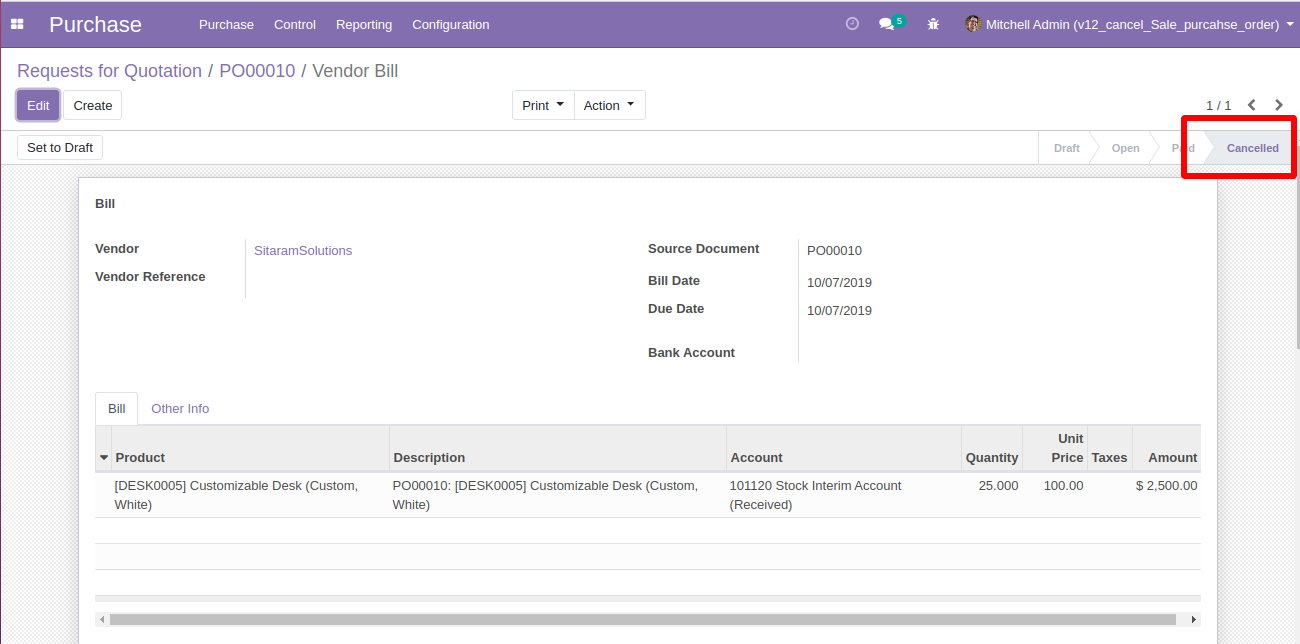 Purchase
Purchase Control Reporting Configuration
5
Mitchell Admin (v12_cancel_Sale_purcahse_order)
Requests for Quotation / PO00010 / Vendor Bill
Edit Create
Print Action
1 / 1
Set to Draft
Draft Open Paid Cancelled
Bill
Vendor SitaramSolutions
Vendor Reference
Source Document PO00010
Bill Date 10/07/2019
Due Date 10/07/2019
Bank Account
Bill Other Info
Product Description Account Quantity Unit Price Taxes Amount
[DESK0005] Customizable Desk (Custom, PO00010: [DESK0005] Customizable Desk (Custom, 101120 Stock Interim Account 25.000 100.00 $ 2,500.00
White) White) (Received)